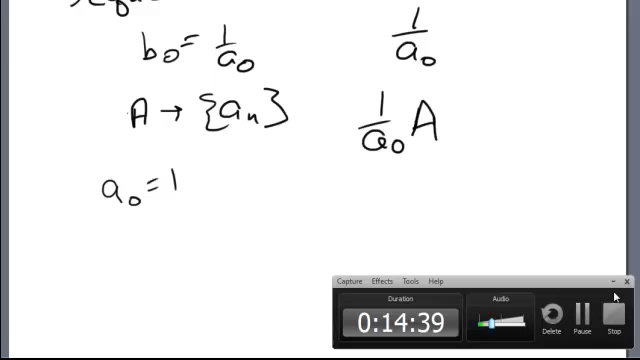 b₀ = 1/a₀    1/a₀
A → {aₙ}    1/a₀ A
a₀ = 1
Capture Effects Tools Help
Duration Audio
0:14:39
Delete Pause Stop